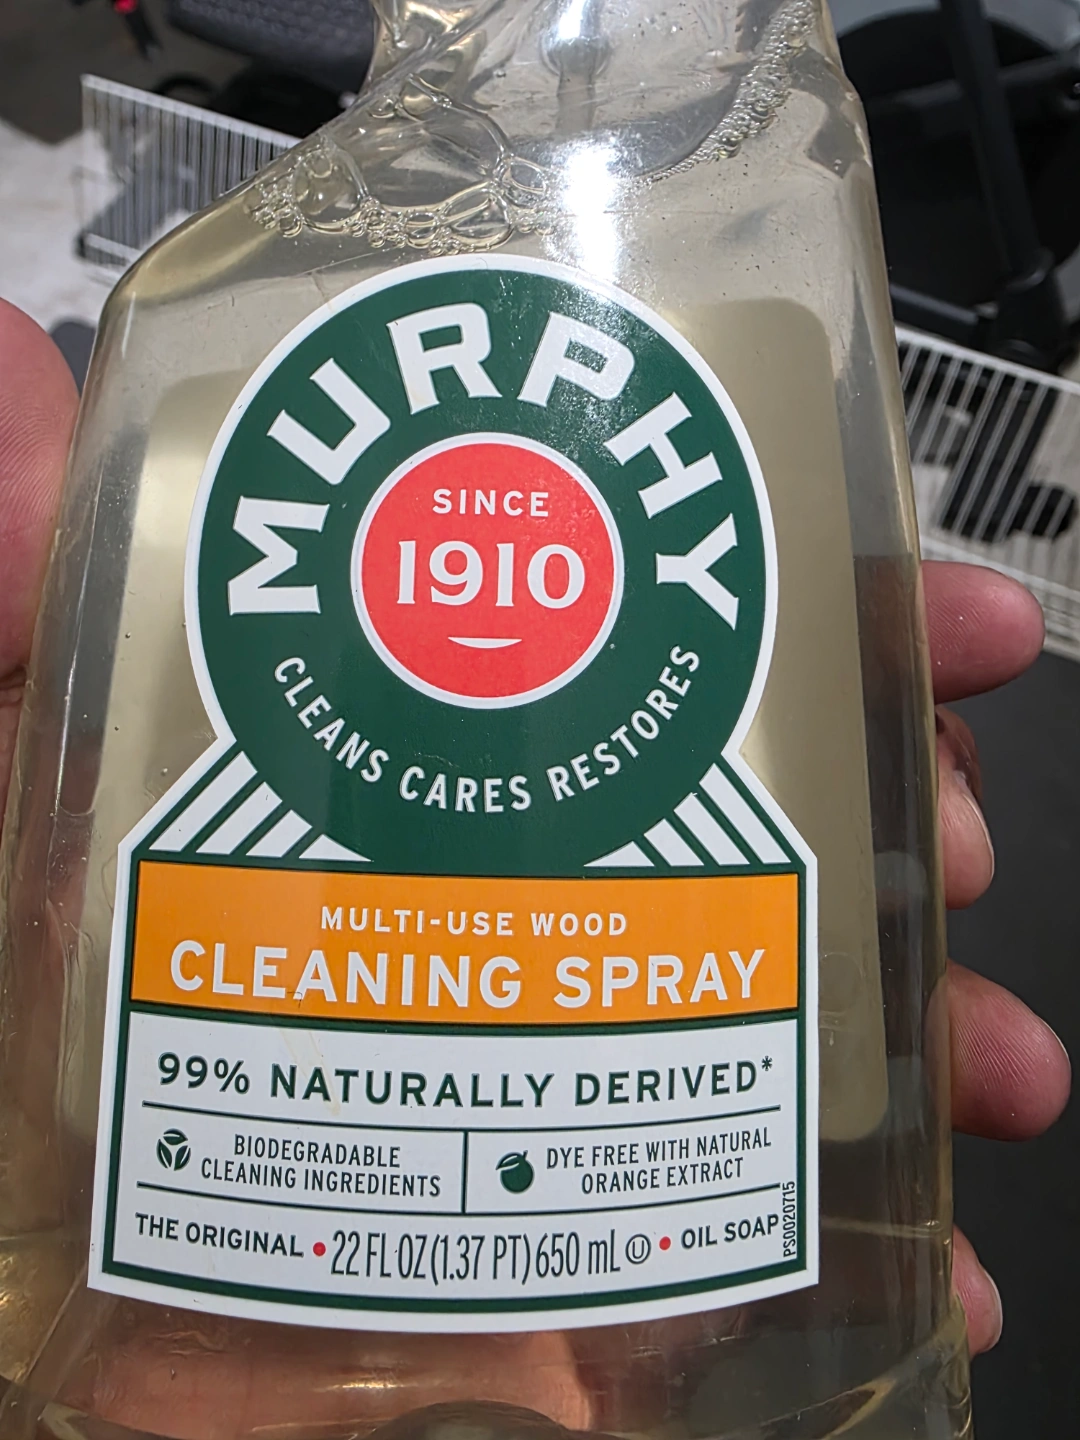 MURPHY
SINCE
1910
CLEANS CARES RESTORES
MULTI-USE WOOD
CLEANING SPRAY
99% NATURALLY DERIVED*
BIODEGRADABLE
CLEANING INGREDIENTS
DYE FREE WITH NATURAL
ORANGE EXTRACT
THE ORIGINAL • 22 FL OZ (1.37 PT) 650 mL Ⓤ • OIL SOAP
PS0020715